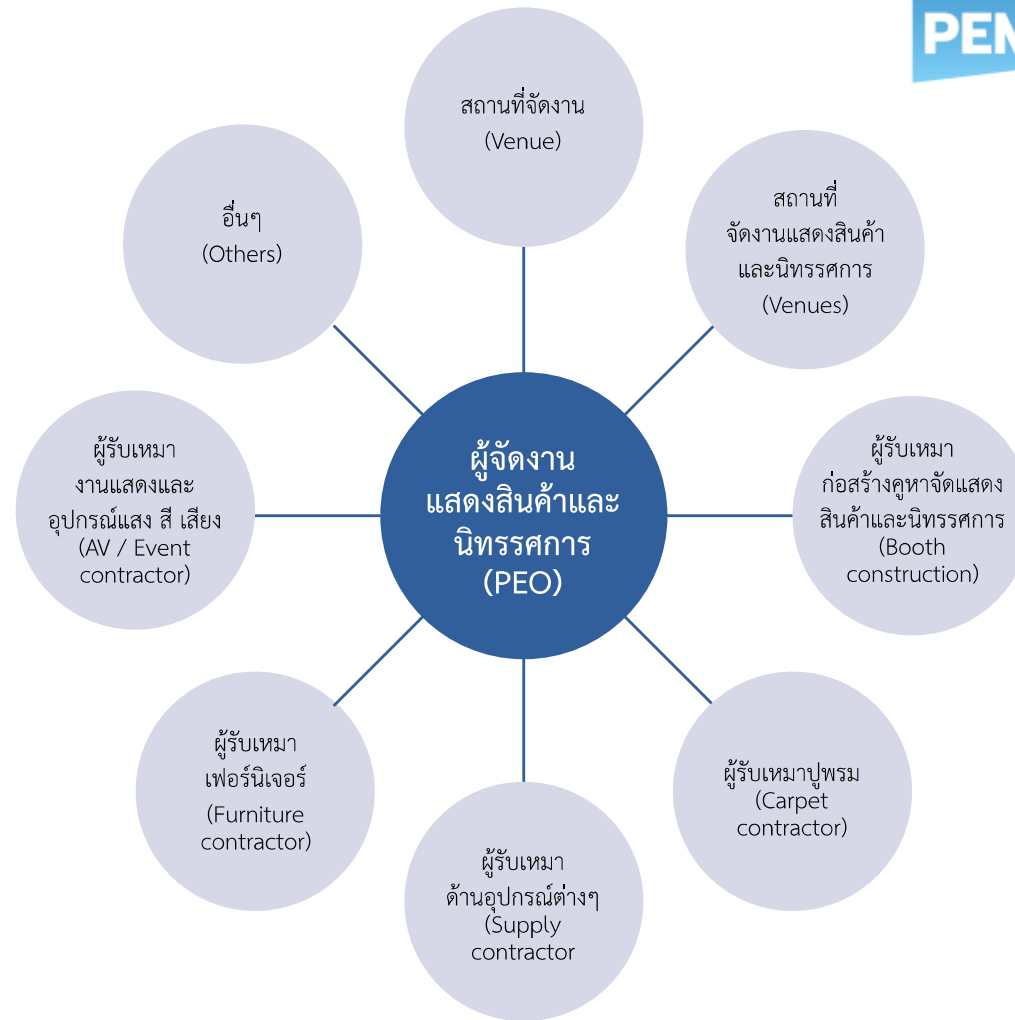 PEM
สถานที่จัดงาน
(Venue)
สถานที่
จัดงานแสดงสินค้า
และนิทรรศการ
(Venues)
อื่นๆ
(Others)
ผู้รับเหมา
งานแสดงและ
อุปกรณ์แสง สี เสียง
(AV / Event
contractor)
ผู้จัดงาน
แสดงสินค้าและ
นิทรรศการ
(PEO)
ผู้รับเหมา
ก่อสร้างคูหาจัดแสดง
สินค้าและนิทรรศการ
(Booth
construction)
ผู้รับเหมา
เฟอร์นิเจอร์
(Furniture
contractor)
ผู้รับเหมาปูพรม
(Carpet
contractor)
ผู้รับเหมา
ด้านอุปกรณ์ต่างๆ
(Supply
contractor